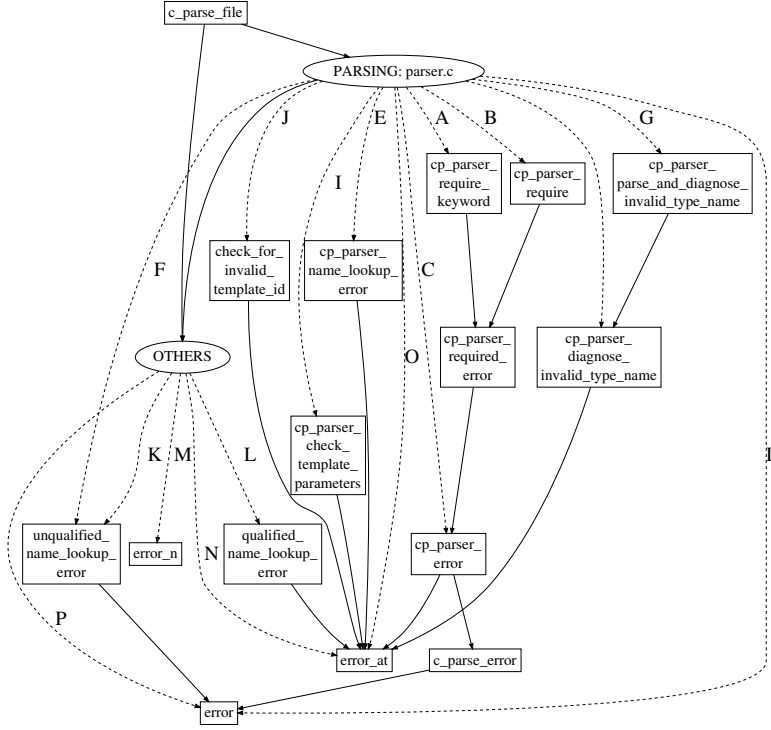 c_parse_file
PARSING: parser.c
J
E
A
B
G
cp_parser_
require_
keyword
cp_parser_
require
cp_parser_
parse_and_diagnose_
invalid_type_name
I
F
check_for_
invalid_
template_id
cp_parser_
name_lookup_
error
C
OTHERS
O
cp_parser_
required_
error
cp_parser_
diagnose_
invalid_type_name
K
M
L
cp_parser_
check_
template_
parameters
unqualified_
name_lookup_
error
error_n
N
qualified_
name_lookup_
error
cp_parser_
error
P
error_at
c_parse_error
error